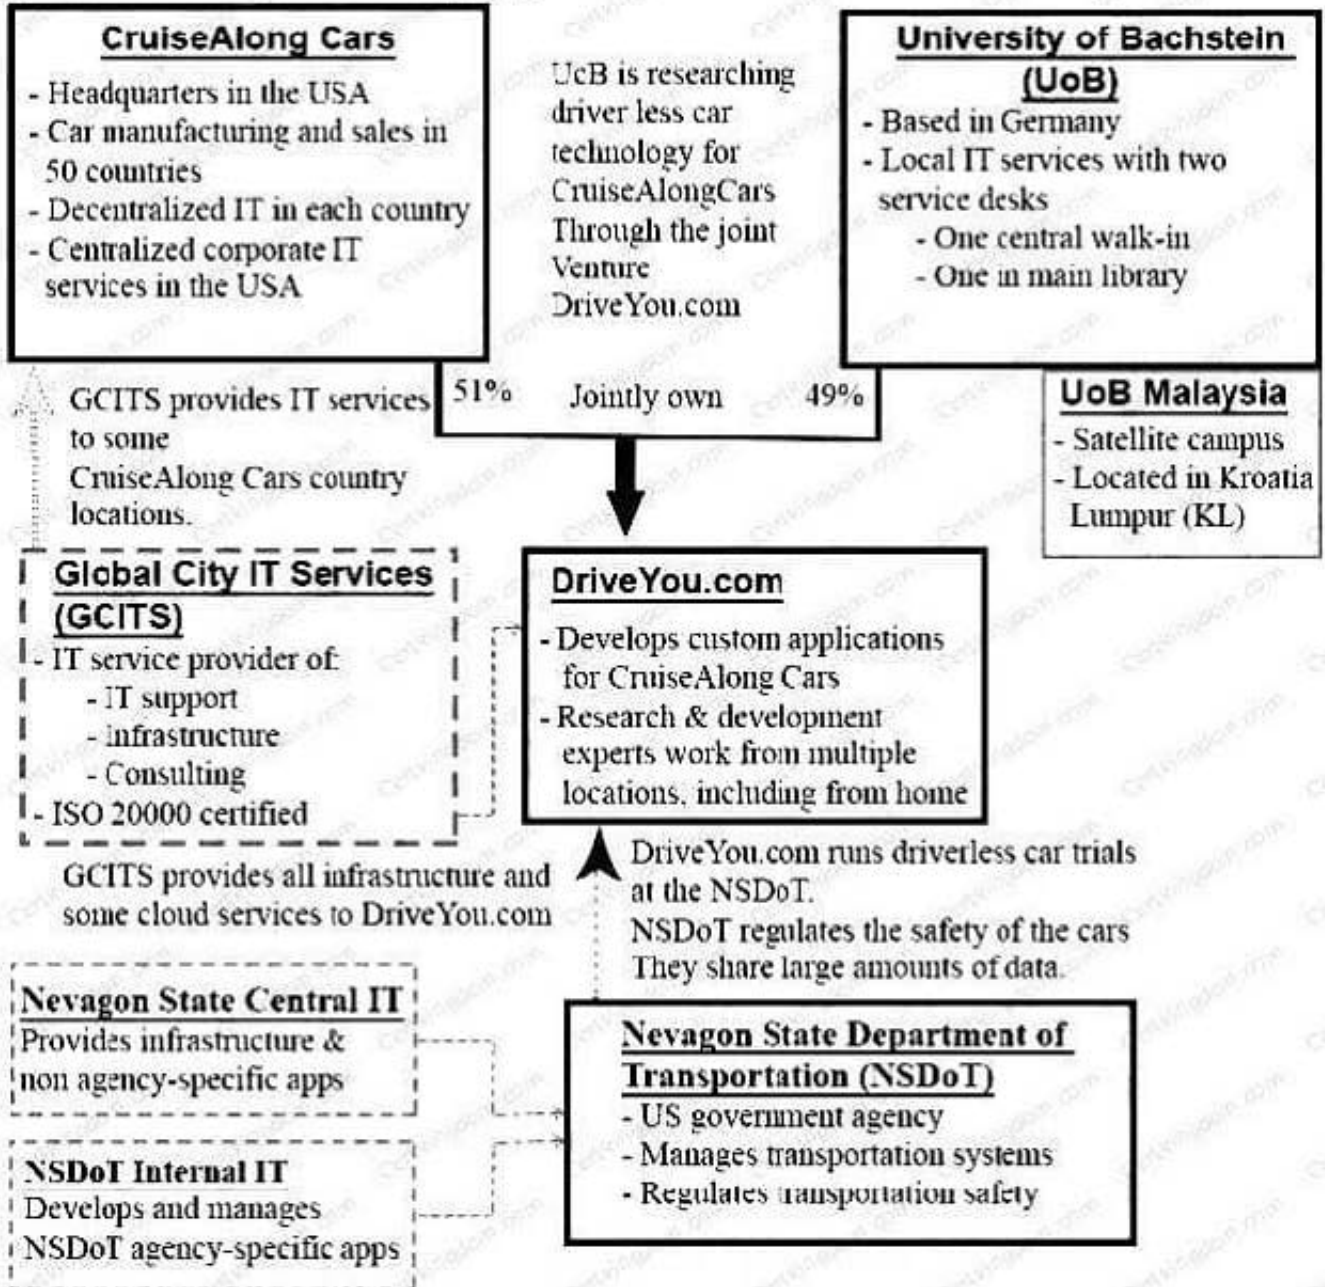 CruiseAlong Cars
- Headquarters in the USA
- Car manufacturing and sales in
50 countries
- Decentralized IT in each country
- Centralized corporate IT
services in the USA
UcB is researching
driver less car
technology for
CruiseAlongCars
Through the joint
Venture
DriveYou.com
University of Bachstein
(UoB)
- Based in Germany
- Local IT services with two
service desks
- One central walk-in
- One in main library
51% Jointly own 49%
UoB Malaysia
- Satellite campus
- Located in Kroatia
Lumpur (KL)
GCITS provides IT services
to some
CruiseAlong Cars country
locations.
Global City IT Services
(GCITS)
- IT service provider of:
- IT support
- Infrastructure
- Consulting
- ISO 20000 certified
DriveYou.com
- Develops custom applications
for CruiseAlong Cars
- Research & development
experts work from multiple
locations, including from home
GCITS provides all infrastructure and
some cloud services to DriveYou.com
DriveYou.com runs driverless car trials
at the NSDoT.
NSDoT regulates the safety of the cars
They share large amounts of data.
Nevagon State Central IT
Provides infrastructure &
non agency-specific apps
NSDoT Internal IT
Develops and manages
NSDoT agency-specific apps
Nevagon State Department of
Transportation (NSDoT)
- US government agency
- Manages transportation systems
- Regulates transportation safety